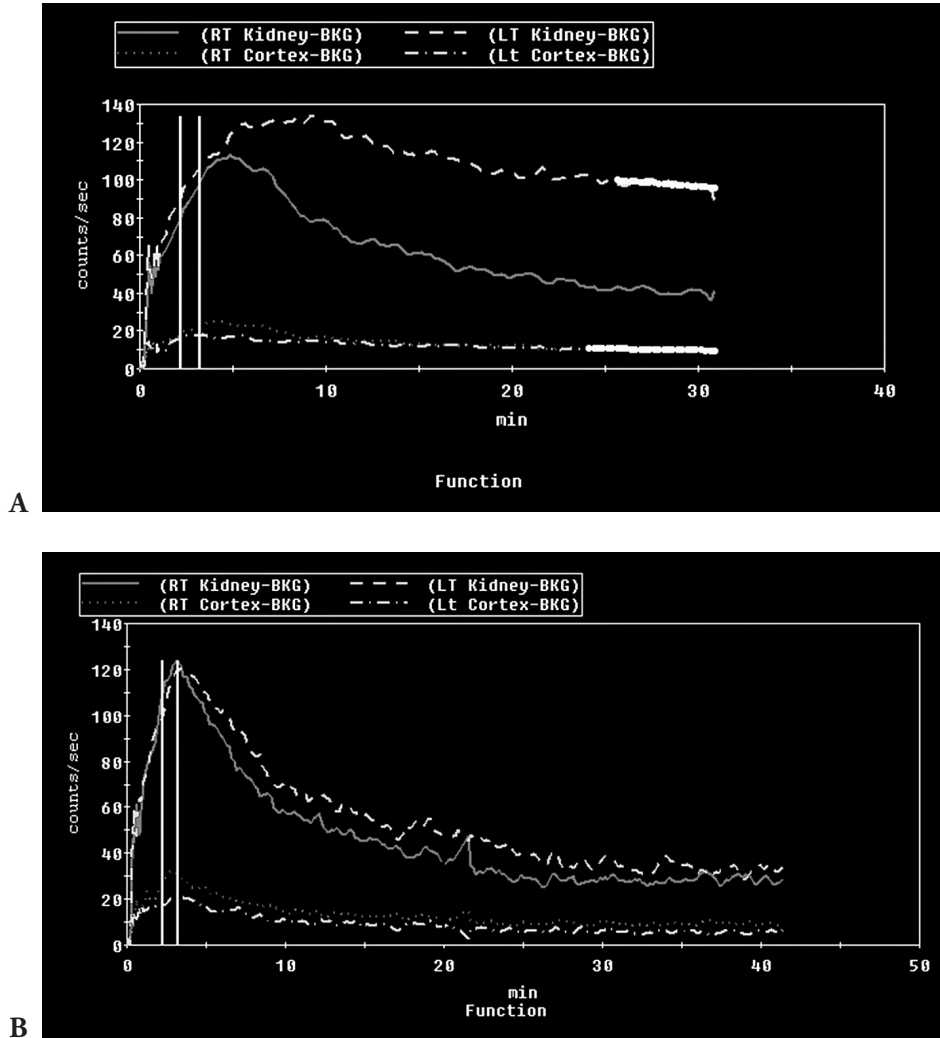 (RT Kidney-BKG) (LT Kidney-BKG)
(RT Cortex-BKG) (Lt Cortex-BKG)
140
120
100
80
60
40
20
0
counts/sec
0 10 20 30 40
min
Function
A
(RT Kidney-BKG) (LT Kidney-BKG)
(RT Cortex-BKG) (Lt Cortex-BKG)
140
120
100
80
60
40
20
0
counts/sec
0 10 20 30 40 50
min
Function
B